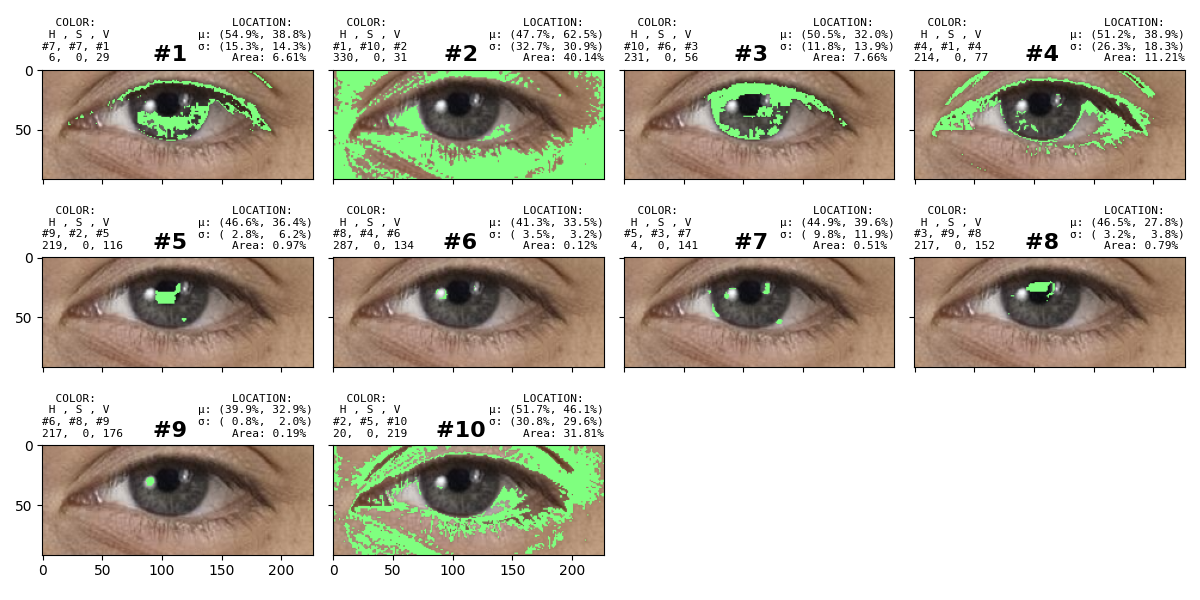 COLOR: LOCATION:
H , S , V μ: (54.9%, 38.8%)
#7, #7, #1 #1 σ: (15.3%, 14.3%)
6, 0, 29 Area: 6.61%
COLOR: LOCATION:
H , S , V μ: (47.7%, 62.5%)
#1, #10, #2 #2 σ: (32.7%, 30.9%)
330, 0, 31 Area: 40.14%
COLOR: LOCATION:
H , S , V μ: (50.5%, 32.0%)
#10, #6, #3 #3 σ: (11.8%, 13.9%)
231, 0, 56 Area: 7.66%
COLOR: LOCATION:
H , S , V μ: (51.2%, 38.9%)
#4, #1, #4 #4 σ: (26.3%, 18.3%)
214, 0, 77 Area: 11.21%
0
50
COLOR: LOCATION:
H , S , V μ: (46.6%, 36.4%)
#9, #2, #5 #5 σ: ( 2.8%, 6.2%)
219, 0, 116 Area: 0.97%
COLOR: LOCATION:
H , S , V μ: (41.3%, 33.5%)
#8, #4, #6 #6 σ: ( 3.5%, 3.2%)
287, 0, 134 Area: 0.12%
COLOR: LOCATION:
H , S , V μ: (44.9%, 39.6%)
#5, #3, #7 #7 σ: ( 9.8%, 11.9%)
4, 0, 141 Area: 0.51%
COLOR: LOCATION:
H , S , V μ: (46.5%, 27.8%)
#3, #9, #8 #8 σ: ( 3.2%, 3.8%)
217, 0, 152 Area: 0.79%
0
50
COLOR: LOCATION:
H , S , V μ: (39.9%, 32.9%)
#6, #8, #9 #9 σ: ( 0.8%, 2.0%)
217, 0, 176 Area: 0.19%
COLOR: LOCATION:
H , S , V μ: (51.7%, 46.1%)
#2, #5, #10 #10 σ: (30.8%, 29.6%)
20, 0, 219 Area: 31.81%
0
50
0 50 100 150 200
0 50 100 150 200